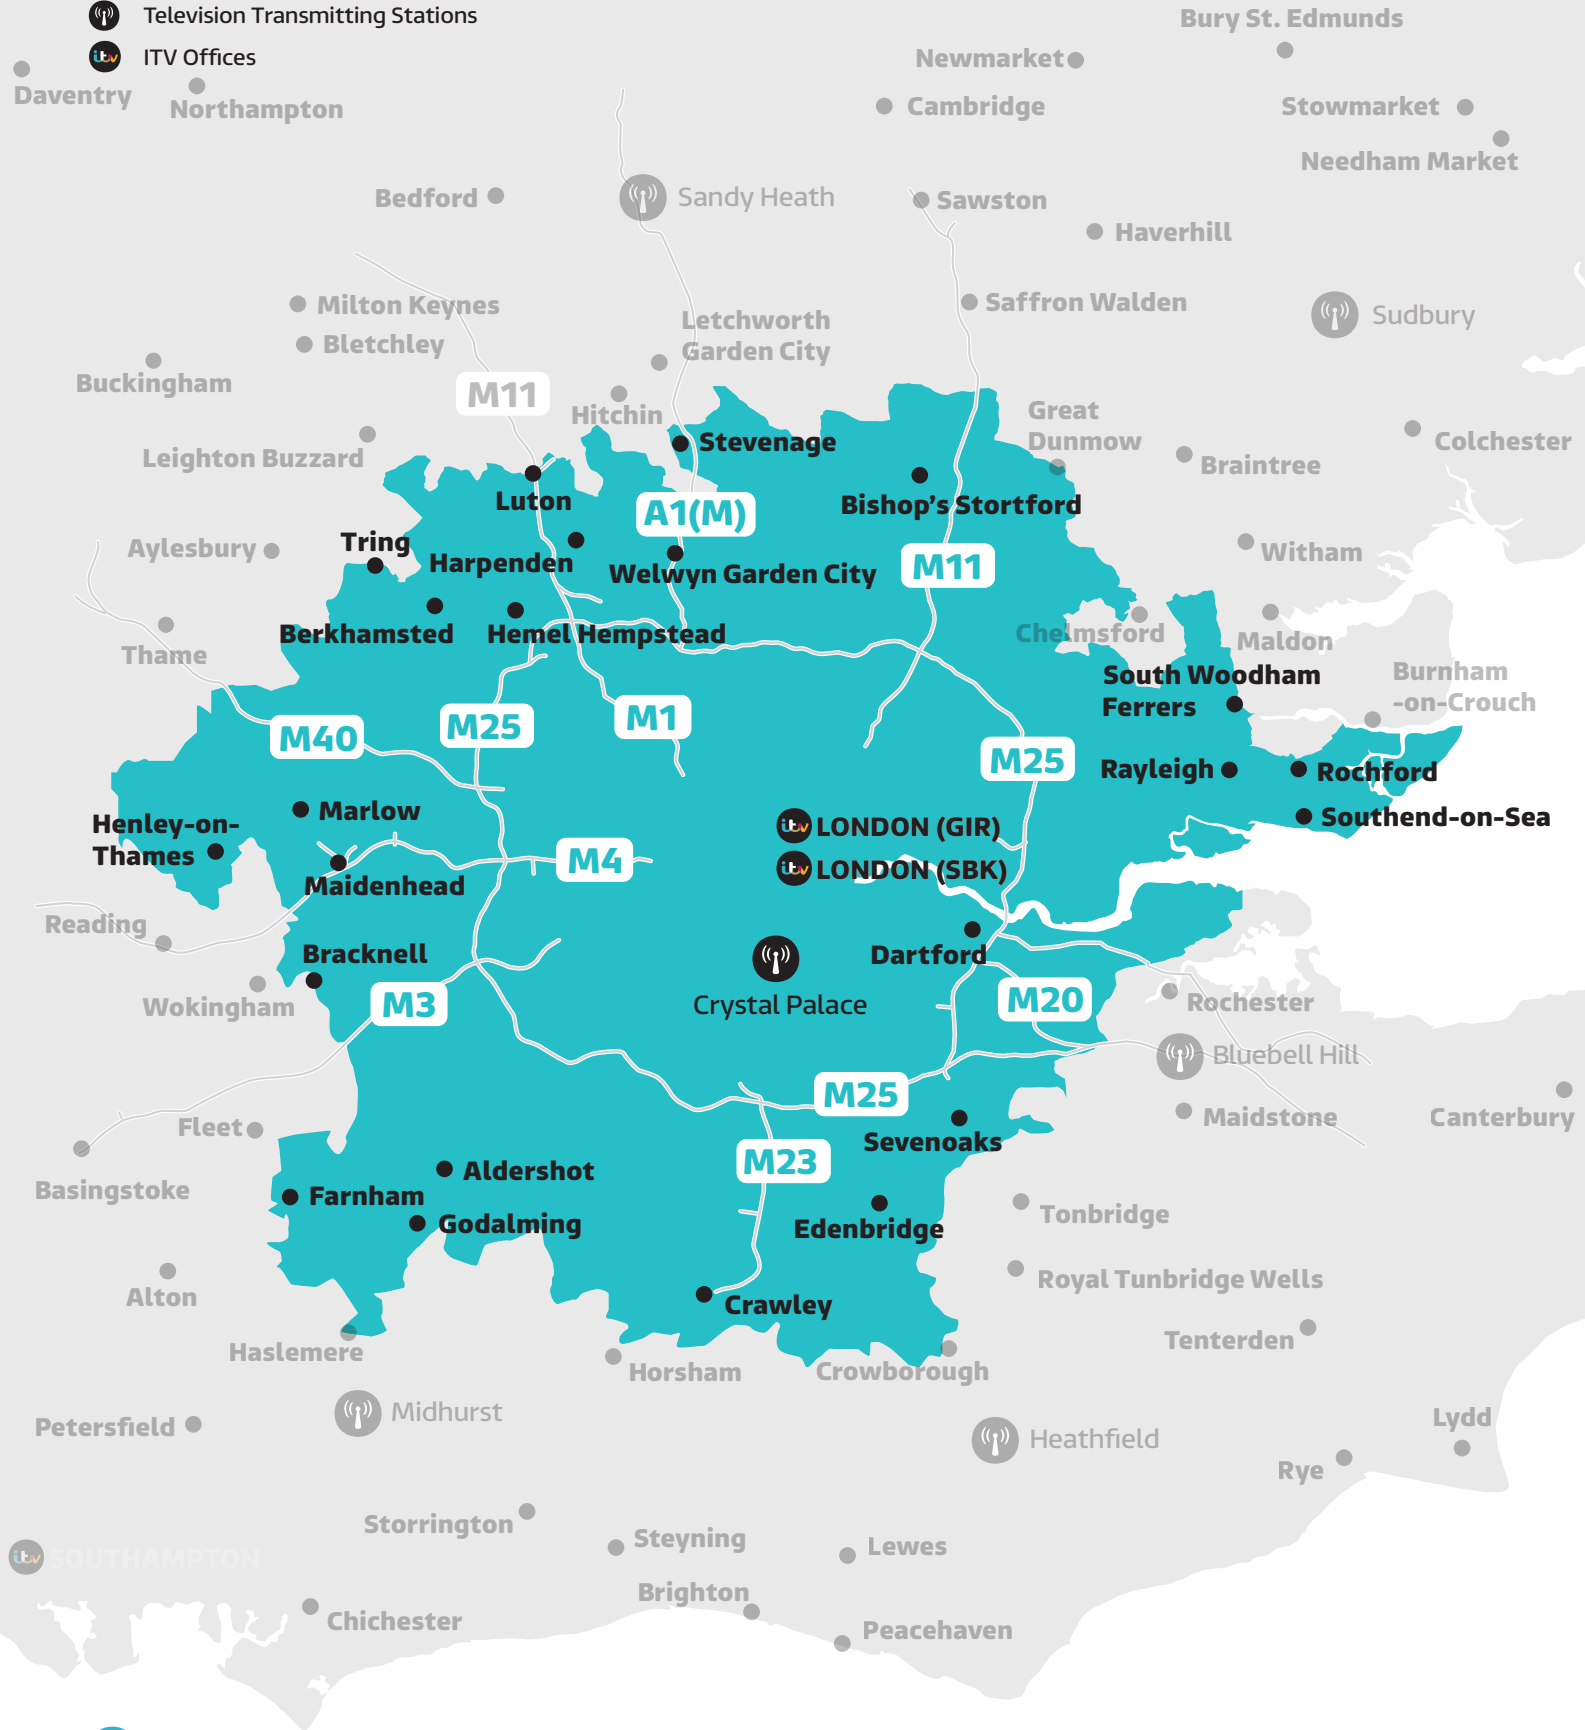 Television Transmitting Stations
itv ITV Offices
Bury St. Edmunds
Newmarket
Daventry
Northampton
Cambridge
Stowmarket
Needham Market
Bedford
Sandy Heath
Sawston
Haverhill
Milton Keynes
Saffron Walden
Sudbury
Letchworth
Garden City
Bletchley
Buckingham
M11
Hitchin
Great
Dunmow
Stevenage
Colchester
Leighton Buzzard
Braintree
Luton
A1(M)
Bishop's Stortford
Tring
Aylesbury
Harpenden
Welwyn Garden City
M11
Witham
Berkhamsted
Hemel Hempstead
Chelmsford
Maldon
Thame
South Woodham
Ferrers
Burnham
-on-Crouch
M40
M25
M1
M25
Rayleigh
Rochford
Marlow
Henley-on-
Thames
itv LONDON (GIR)
Southend-on-Sea
M4
itv LONDON (SBK)
Maidenhead
Reading
Bracknell
Dartford
Wokingham
M3
Crystal Palace
M20
Rochester
Bluebell Hill
M25
Fleet
Maidstone
Canterbury
Sevenoaks
M23
Aldershot
Basingstoke
Farnham
Godalming
Edenbridge
Tonbridge
Alton
Royal Tunbridge Wells
Crawley
Tenterden
Haslemere
Horsham
Crowborough
Midhurst
Petersfield
Heathfield
Lydd
Rye
Storrington
Steyning
Lewes
itv SOUTHAMPTON
Brighton
Chichester
Peacehaven